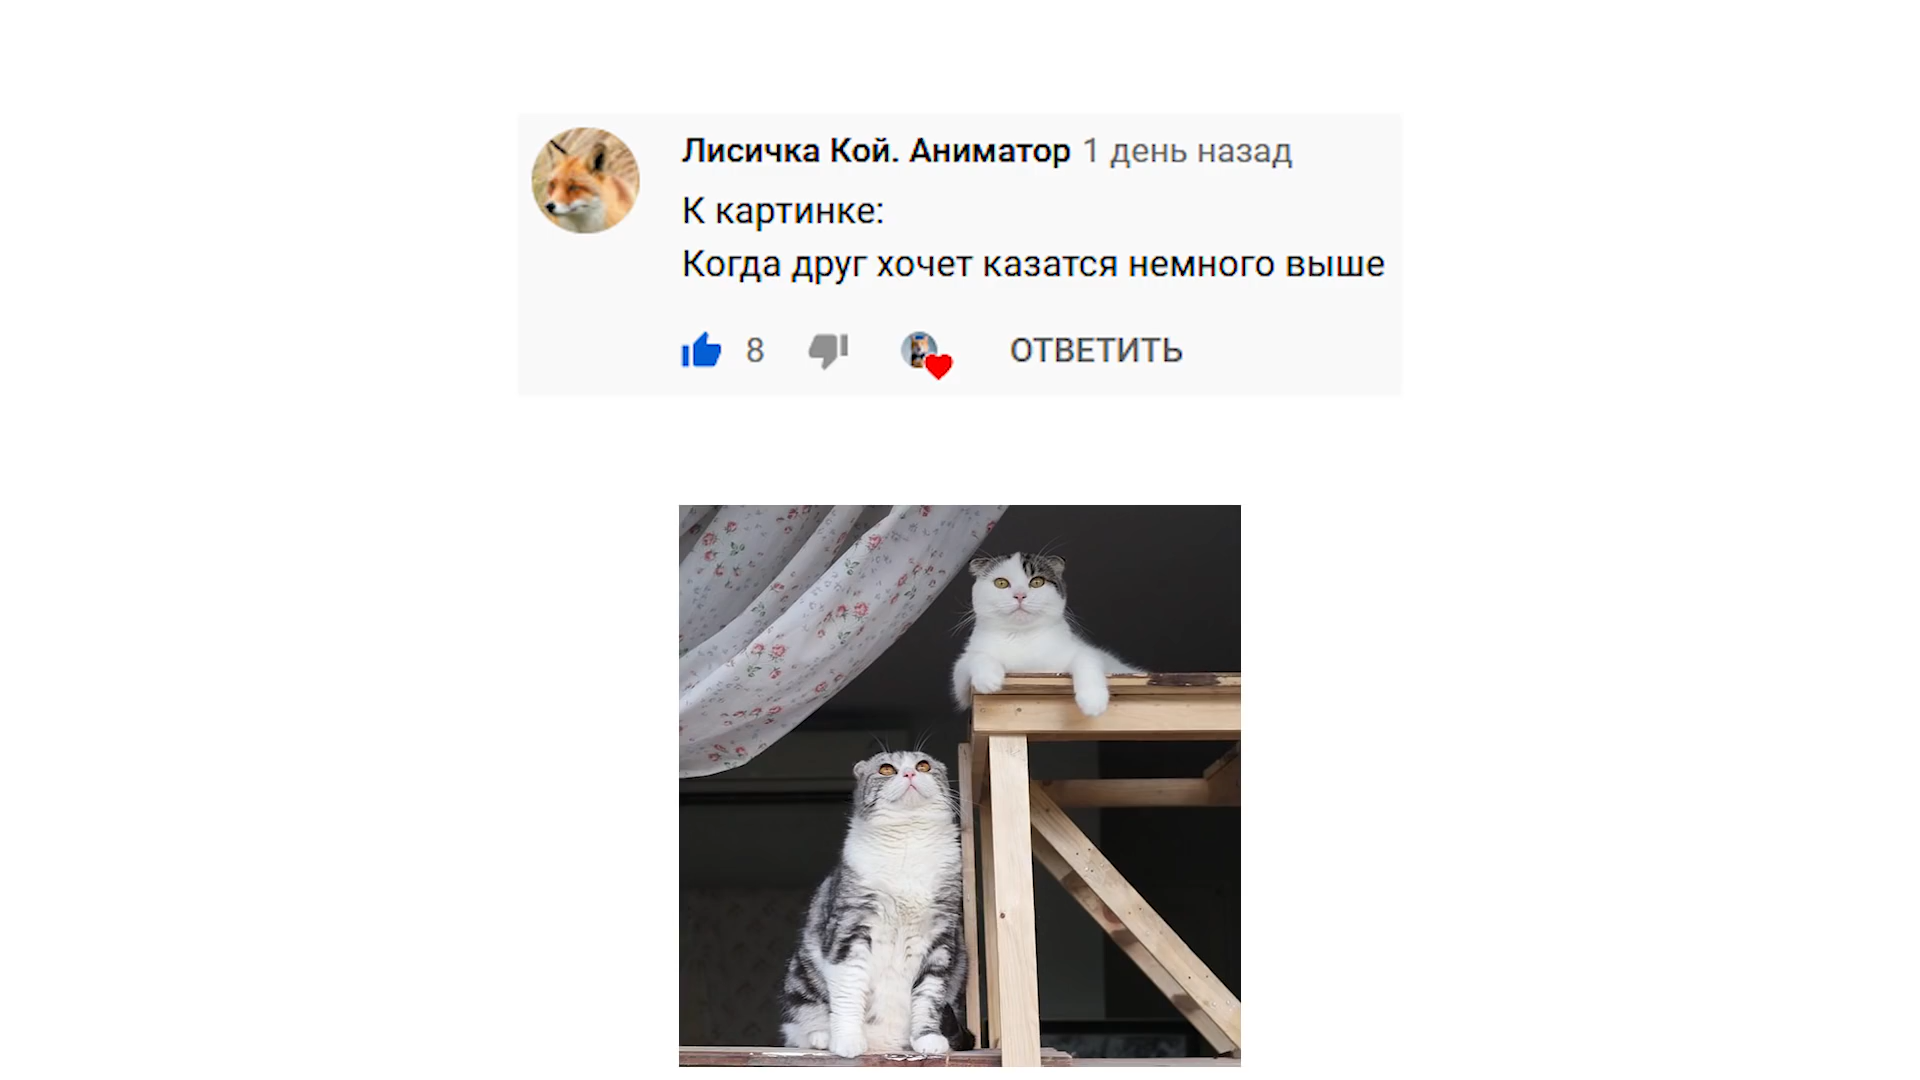 Лисичка Кой. Аниматор 1 день назад
К картинке:
Когда друг хочет казатся немного выше
8 ОТВЕТИТЬ